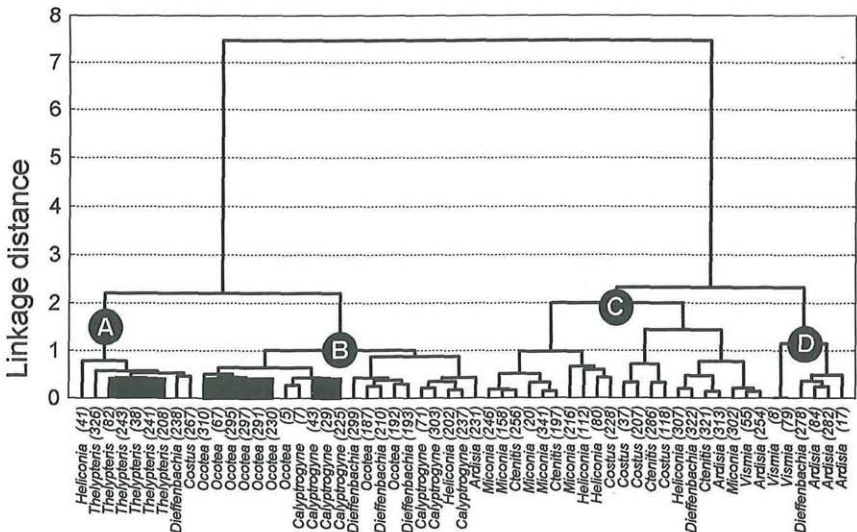 8
7
6
5
4
3
2
1
0
Linkage distance
A
B
C
D
Heliconia (41)
Thelypteris (326)
Thelypteris (82)
Thelypteris (243)
Thelypteris (38)
Thelypteris (241)
Thelypteris (208)
Dieffenbachia (238)
Costus (267)
Ocotea (310)
Ocotea (67)
Ocotea (295)
Ocotea (297)
Ocotea (291)
Ocotea (230)
Ocotea (5)
Calyptrogyne (7)
Calyptrogyne (43)
Calyptrogyne (29)
Calyptrogyne (225)
Dieffenbachia (299)
Ocotea (187)
Dieffenbachia (210)
Ocotea (192)
Dieffenbachia (193)
Calyptrogyne (1)
Calyptrogyne (303)
Heliconia (202)
Calyptrogyne (237)
Ardisia (231)
Miconia (246)
Miconia (158)
Ctenitis (256)
Miconia (20)
Miconia (341)
Ctenitis (197)
Miconia (216)
Heliconia (112)
Heliconia (80)
Costus (228)
Costus (37)
Costus (207)
Ctenitis (286)
Costus (118)
Heliconia (307)
Dieffenbachia (322)
Ctenitis (321)
Ardisia (313)
Miconia (302)
Vismia (55)
Ardisia (254)
Vismia (8)
Vismia (79)
Dieffenbachia (278)
Ardisia (84)
Ardisia (282)
Ardisia (17)